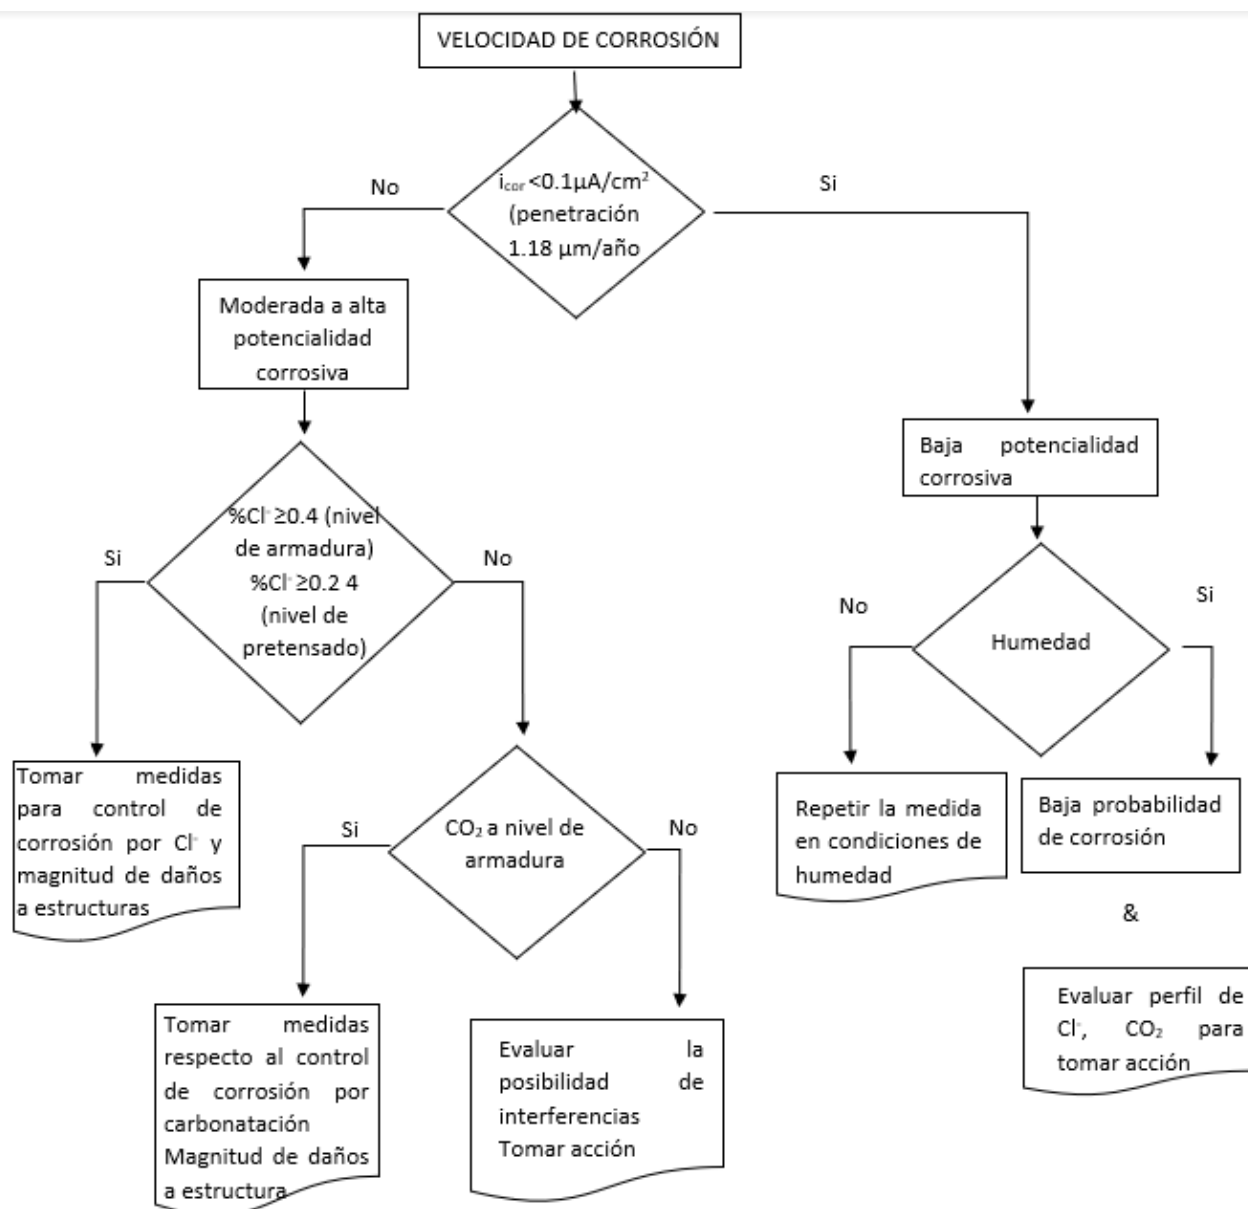 VELOCIDAD DE CORROSIÓN
i_cor <0.1µA/cm²
(penetración
1.18 µm/año
No
Si
Moderada a alta
potencialidad
corrosiva
Baja potencialidad
corrosiva
%Cl⁻ ≥0.4 (nivel
de armadura)
%Cl⁻ ≥0.2 4
(nivel de
pretensado)
Si
No
Humedad
No
Si
Tomar medidas
para control de
corrosión por Cl⁻ y
magnitud de daños
a estructuras
CO₂ a nivel de
armadura
Si
No
Repetir la medida
en condiciones de
humedad
Baja probabilidad
de corrosión
&
Evaluar perfil de
Cl⁻, CO₂ para
tomar acción
Tomar medidas
respecto al control
de corrosión por
carbonatación
Magnitud de daños
a estructura
Evaluar la
posibilidad de
interferencias
Tomar acción